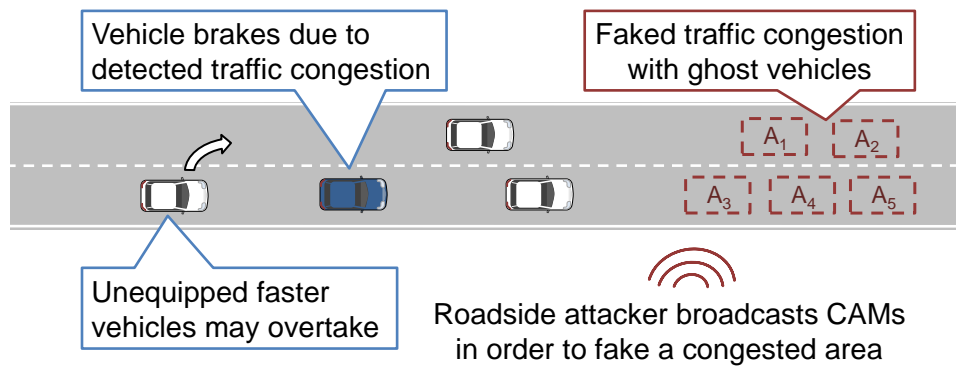 Vehicle brakes due to
detected traffic congestion
Faked traffic congestion
with ghost vehicles
A1 A2
A3 A4 A5
Unequipped faster
vehicles may overtake
Roadside attacker broadcasts CAMs
in order to fake a congested area